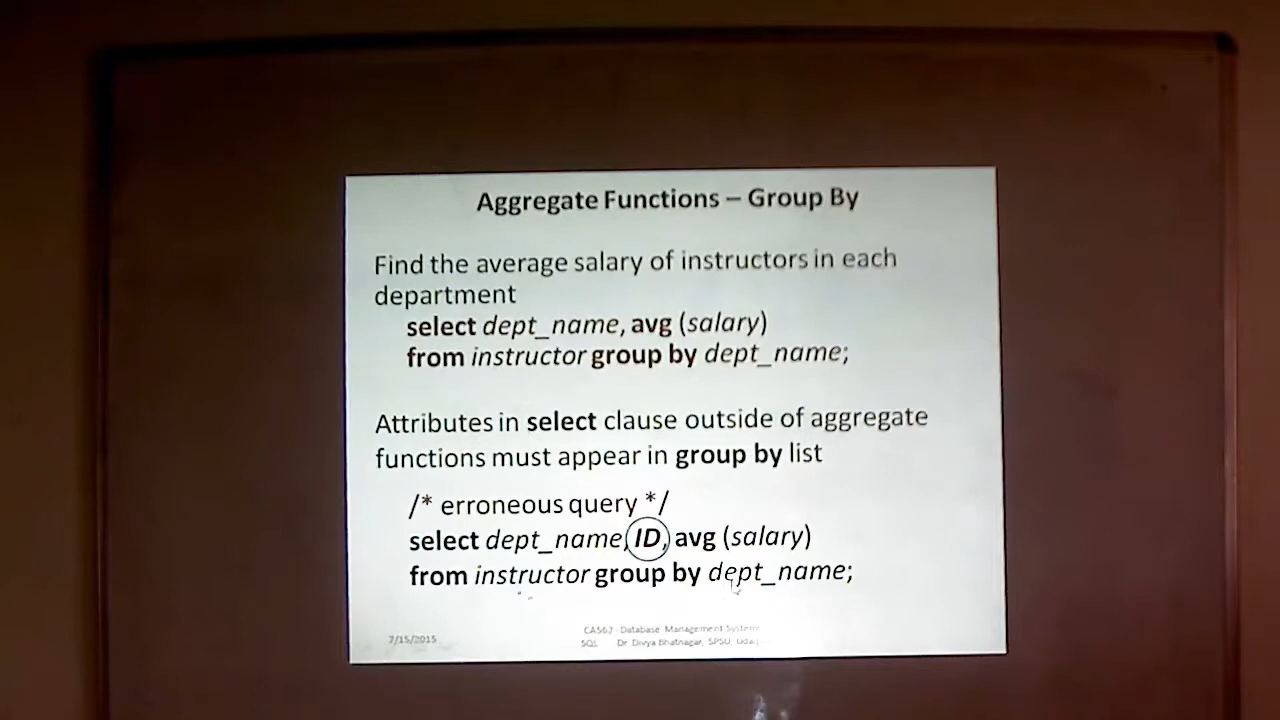 Aggregate Functions – Group By
Find the average salary of instructors in each
department
select dept_name, avg (salary)
from instructor group by dept_name;
Attributes in select clause outside of aggregate
functions must appear in group by list
/* erroneous query */
select dept_name, ID, avg (salary)
from instructor group by dept_name;
7/15/2015
CA562 - Database Management Systems
SQL Dr. Divya Bhatnagar, SPSU,